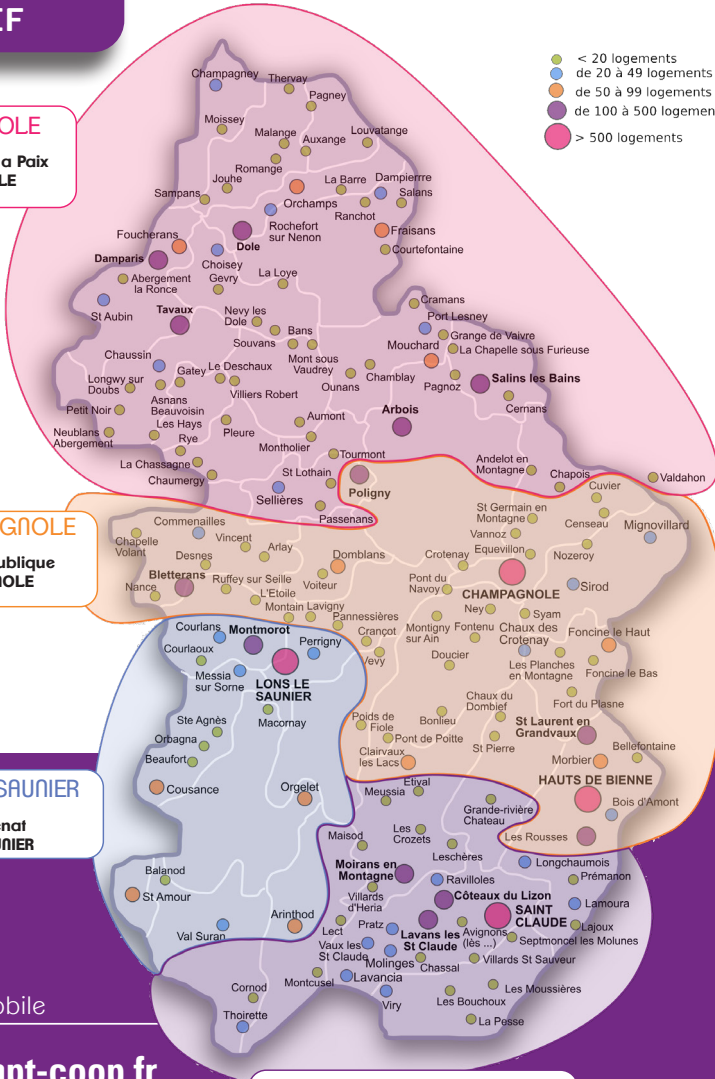 EF
< 20 logements
de 20 à 49 logements
de 50 à 99 logements
de 100 à 500 logemen
> 500 logements
OLE
a Paix
LE
Champagney
Thervay
Pagney
Moissey
Malange
Auxange
Louvatange
Romange
Jouhe
La Barre
Dampierrre
Sampans
Orchamps
Salans
Ranchot
Rochefort
sur Nenon
Foucherans
Dole
Fraisans
Courtefontaine
Damparis
Choisey
Gevry
La Loye
Abergement
la Ronce
St Aubin
Tavaux
Nevy les
Dole
Cramans
Port Lesney
Souvans
Bans
Grange de Vaivre
Mouchard
La Chapelle sous Furieuse
Chaussin
Mont sous
Vaudrey
Gatey
Le Deschaux
Longwy sur
Doubs
Ounans
Chamblay
Pagnoz
Salins les Bains
Villiers Robert
Asnans
Beauvoisin
Cernans
Petit Noir
Arbois
Aumont
Les Hays
Neublans
Abergement
Rye
Pleure
Montholier
Tourmont
La Chassagne
Chaumergy
St Lothain
Andelot en
Montagne
Chapois
Valdahon
Poligny
Sellières
Passenans
Cuvier
GNOLE
ublique
NOLE
Commenailles
Chapelle
Volant
Vincent
Arlay
Desnes
Domblans
St Germain en
Montagne
Censeau
Mignovillard
Vannoz
Equevillon
Nozeroy
Crotenay
Bletterans
Nance
Ruffey sur Seille
Voiteur
L'Etoile
Pont du
Navoy
CHAMPAGNOLE
Sirod
Montain
Lavigny
Pannessières
Ney
Syam
Courlans
Montmorot
Perrigny
Crançot
Montigny
sur Ain
Fontenu
Chaux des
Crotenay
Foncine le Haut
Courlaoux
Vevy
Doucier
Les Planches
en Montagne
Foncine le Bas
Messia
sur Sorne
LONS LE
SAUNIER
Fort du Plasne
Macornay
Chaux du
Dombief
Ste Agnès
Poids de
Fiole
Bonlieu
St Laurent en
Grandvaux
Orbagna
Pont de Poitte
St Pierre
Bellefontaine
Beaufort
Clairvaux
les Lacs
Morbier
SAUNIER
nat
UNIER
Cousance
Orgelet
Etival
Meussia
HAUTS DE BIENNE
Grande-rivière
Chateau
Bois d'Amont
Maisod
Les
Crozets
Les Rousses
Leschères
Balanod
Moirans en
Montagne
Longchaumois
Ravilloles
Prémanon
St Amour
Villards
d'Heria
Côteaux du Lizon
Lamoura
Arinthod
SAINT
CLAUDE
Val Suran
Lect
Pratz
Lavans les
St Claude
Avignons
(lès ...)
Lajoux
Septmoncel les Molunes
Vaux les
St Claude
Molinges
Chassal
Villards St Sauveur
Lavancia
Montcusel
Cornod
Viry
Les Moussières
Les Bouchoux
Thoirette
La Pesse
obile
nt-coop.fr